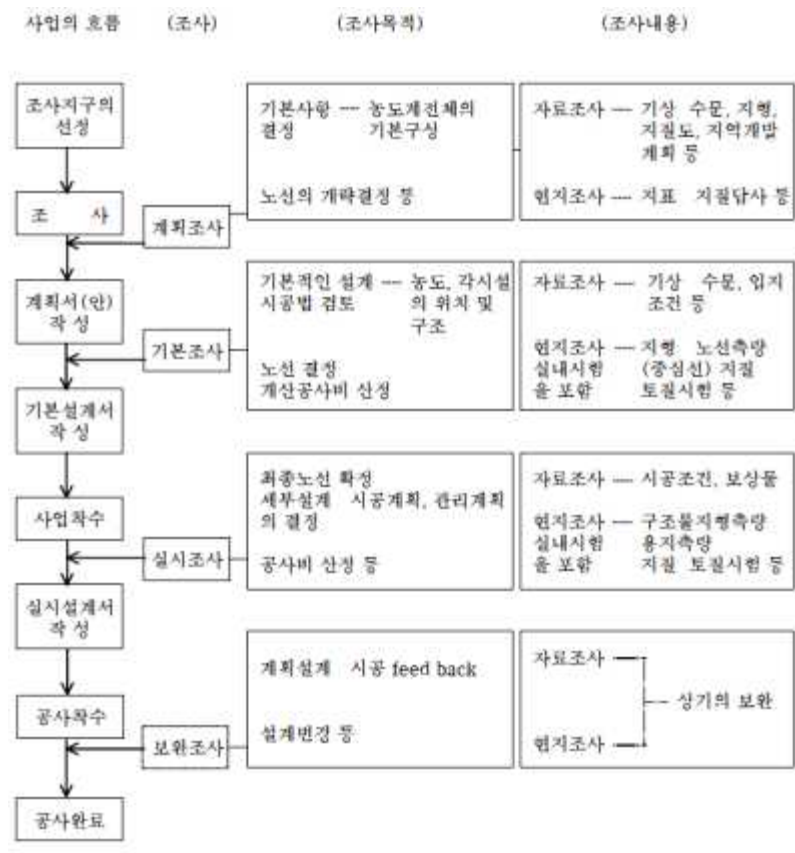 사업의 흐름 (조사) (조사목적) (조사내용)
조사지구의
선정
조 사
계획조사
기본사항 ---- 농도계전체의
결정 기본구성
노선의 개략결정 등
자료조사 ---- 기상 수문, 지형,
지질도, 지역개발
계획 등
현지조사 ---- 지표 지질답사 등
계획서(안)
작 성
기본조사
기본적인 설계 ---- 농도, 각시설
시공법 검토 의 위치 및
구조
노선 결정
개산공사비 산정
자료조사 ---- 기상 수문, 입지
조건 등
현지조사 ---- 지형 노선측량
실내시험 (중심선) 지질
을 포함 토질시험 등
기본설계서
작 성
사업착수
실시조사
최종노선 확정
세부설계 시공계획, 관리계획
의 결정
공사비 산정 등
자료조사 ---- 시공조건, 보상물
현지조사 ---- 구조물지형측량
실내시험 용지측량
을 포함 지질 토질시험 등
실시설계서
작 성
공사착수
보완조사
계획설계 시공 feed back
설계변경 등
자료조사
상기의 보완
현지조사
공사완료